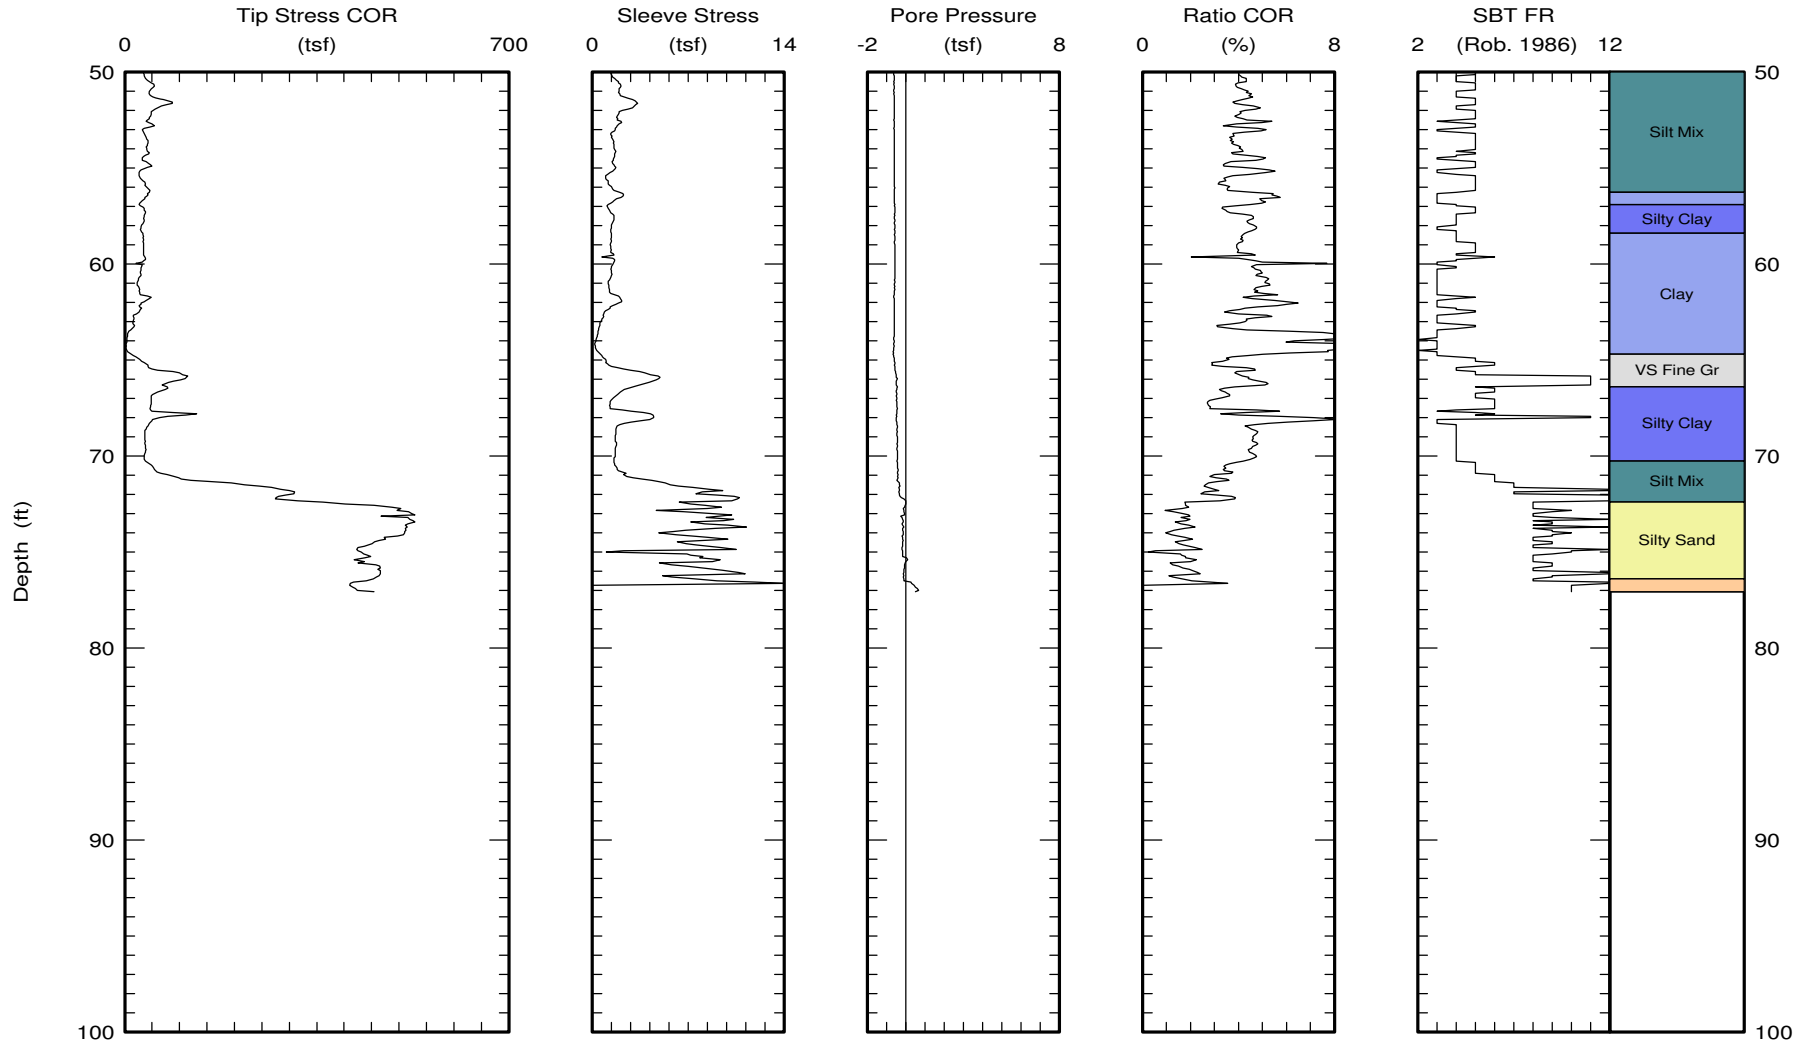 Tip Stress COR Sleeve Stress Pore Pressure Ratio COR SBT FR
0 (tsf) 700 0 (tsf) 14 -2 (tsf) 8 0 (%) 8 2 (Rob. 1986) 12
50 50
Silt Mix
Silty Clay
60 60
Clay
VS Fine Gr
Silty Clay
70 70
Silt Mix
Silty Sand
Depth (ft)
80 80
90 90
100 100